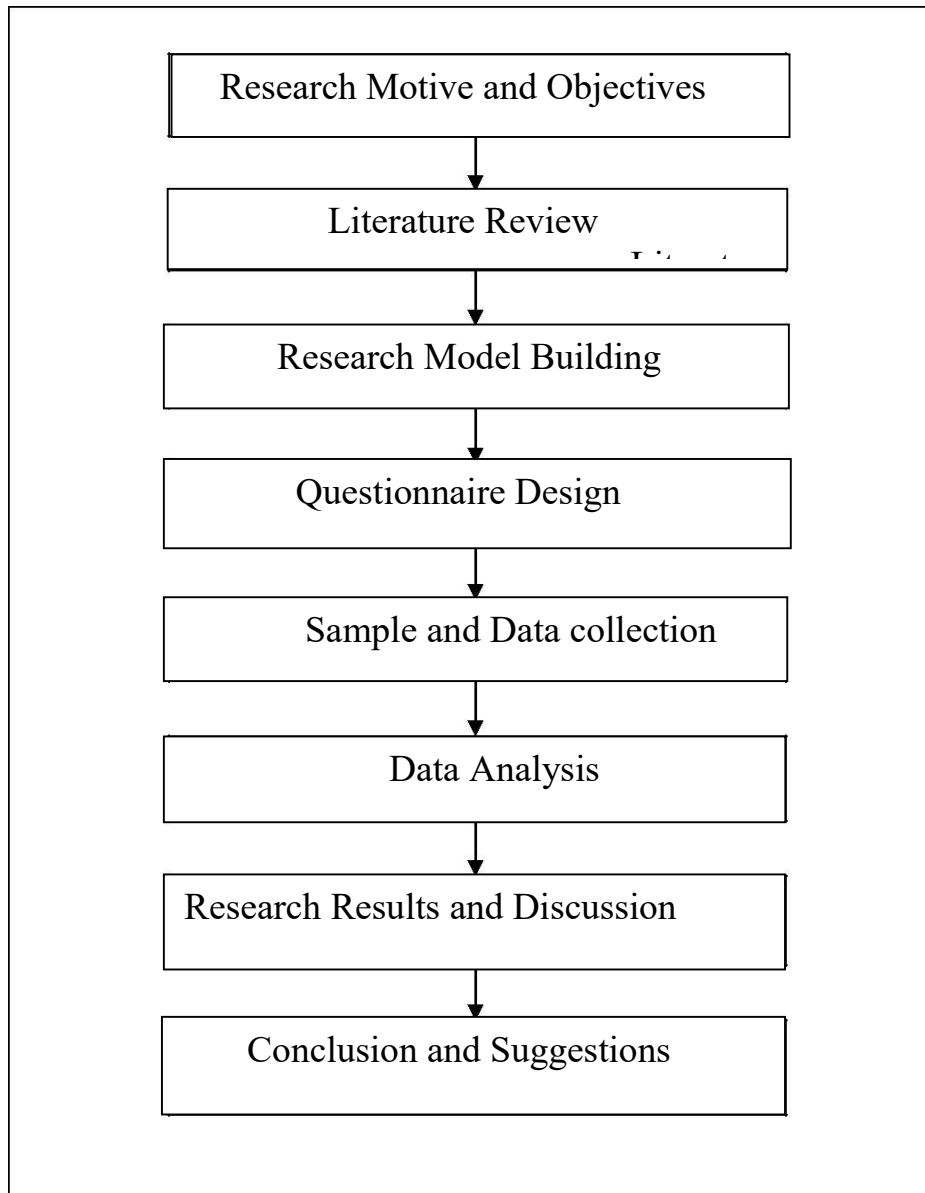 Research Motive and Objectives
Literature Review
Research Model Building
Questionnaire Design
Sample and Data collection
Data Analysis
Research Results and Discussion
Conclusion and Suggestions